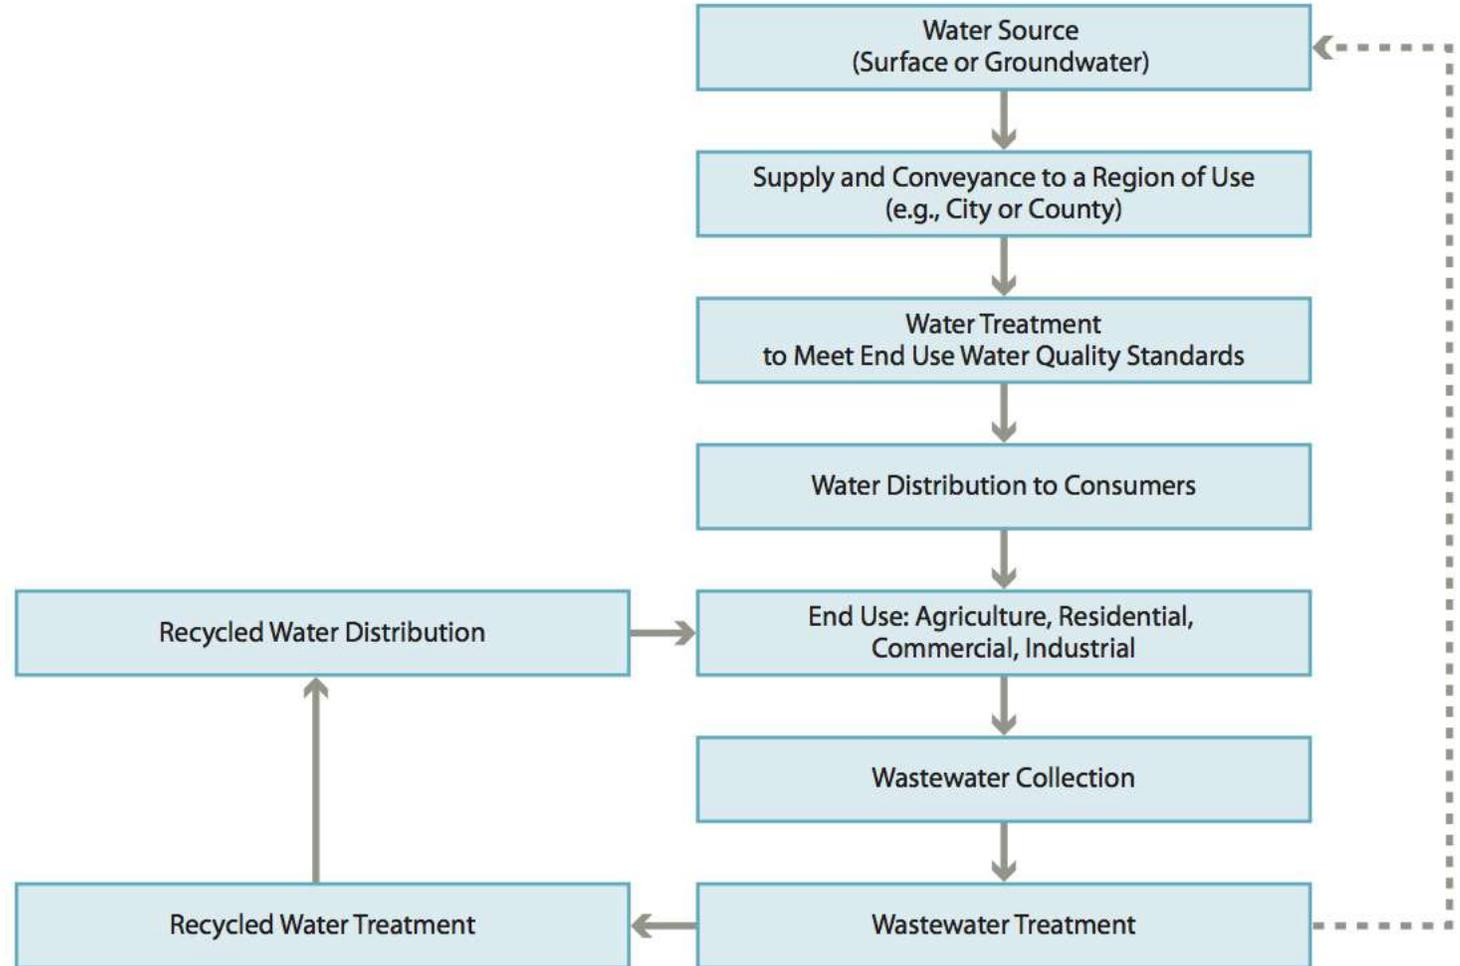 Water Source
(Surface or Groundwater)
Supply and Conveyance to a Region of Use
(e.g., City or County)
Water Treatment
to Meet End Use Water Quality Standards
Water Distribution to Consumers
Recycled Water Distribution
End Use: Agriculture, Residential,
Commercial, Industrial
Wastewater Collection
Recycled Water Treatment
Wastewater Treatment